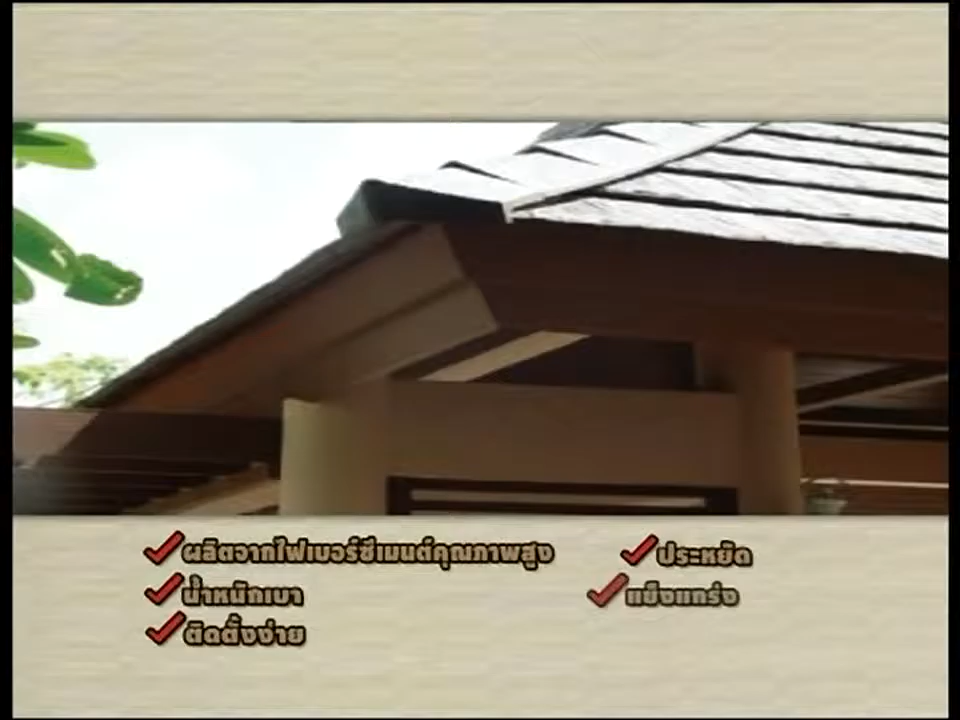 ผลิตจากไฟเบอร์ซีเมนต์คุณภาพสูง
น้ำหนักเบา
ติดตั้งง่าย
ประหยัด
แข็งแกร่ง